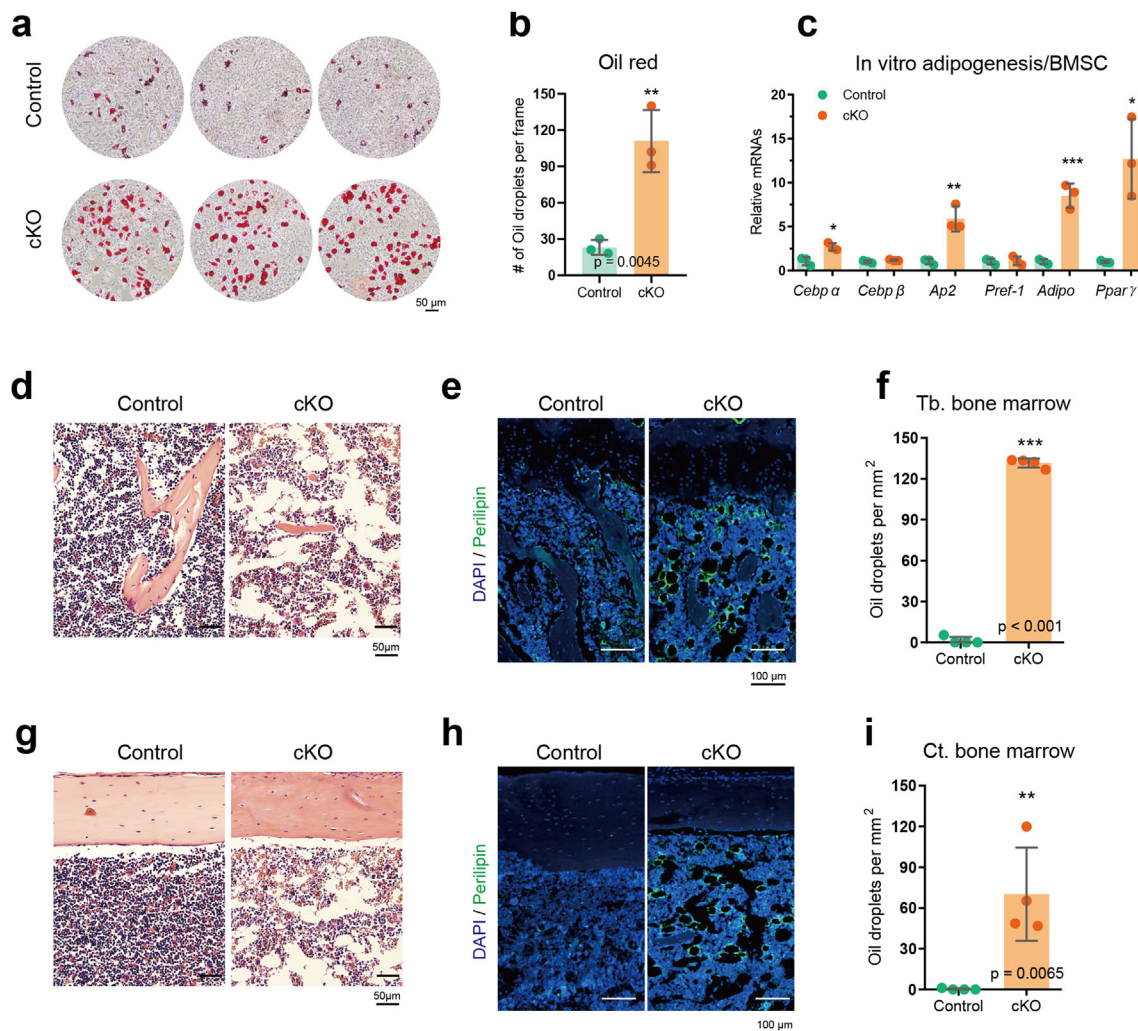 a
Control
cKO
50 μm
b
Oil red
# of Oil droplets per frame
150
120
90
60
30
0
**
p = 0.0045
Control
cKO
c
In vitro adipogenesis/BMSC
Control
cKO
Relative mRNAs
20
15
10
5
2
0
*
**
***
*
Cebp α
Cebp β
Ap2
Pref-1
Adipo
Ppar γ
d
Control
cKO
50μm
e
Control
cKO
DAPI / Perilipin
100 μm
f
Tb. bone marrow
Oil droplets per mm2
150
120
90
60
30
0
***
p < 0.001
Control
cKO
g
Control
cKO
50μm
h
Control
cKO
DAPI / Perilipin
100 μm
i
Ct. bone marrow
Oil droplets per mm2
150
120
90
60
30
0
**
p = 0.0065
Control
cKO